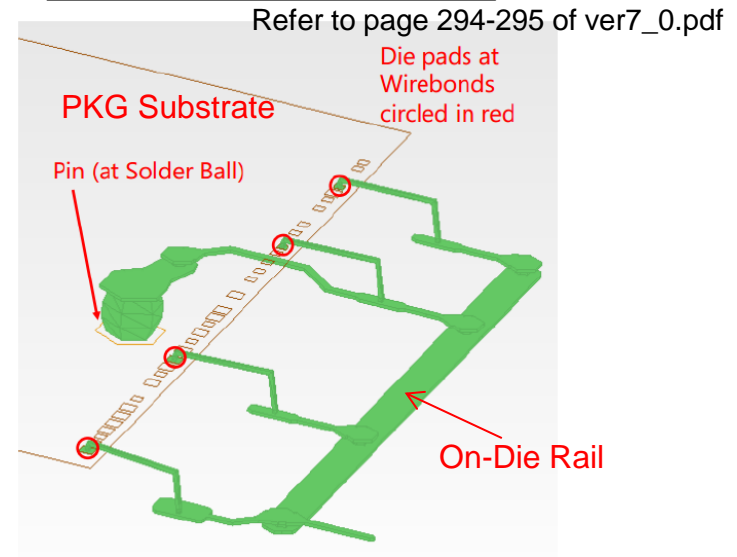 Refer to page 294-295 of ver7_0.pdf
Die pads at
Wirebonds
circled in red
PKG Substrate
Pin (at Solder Ball)
On-Die Rail